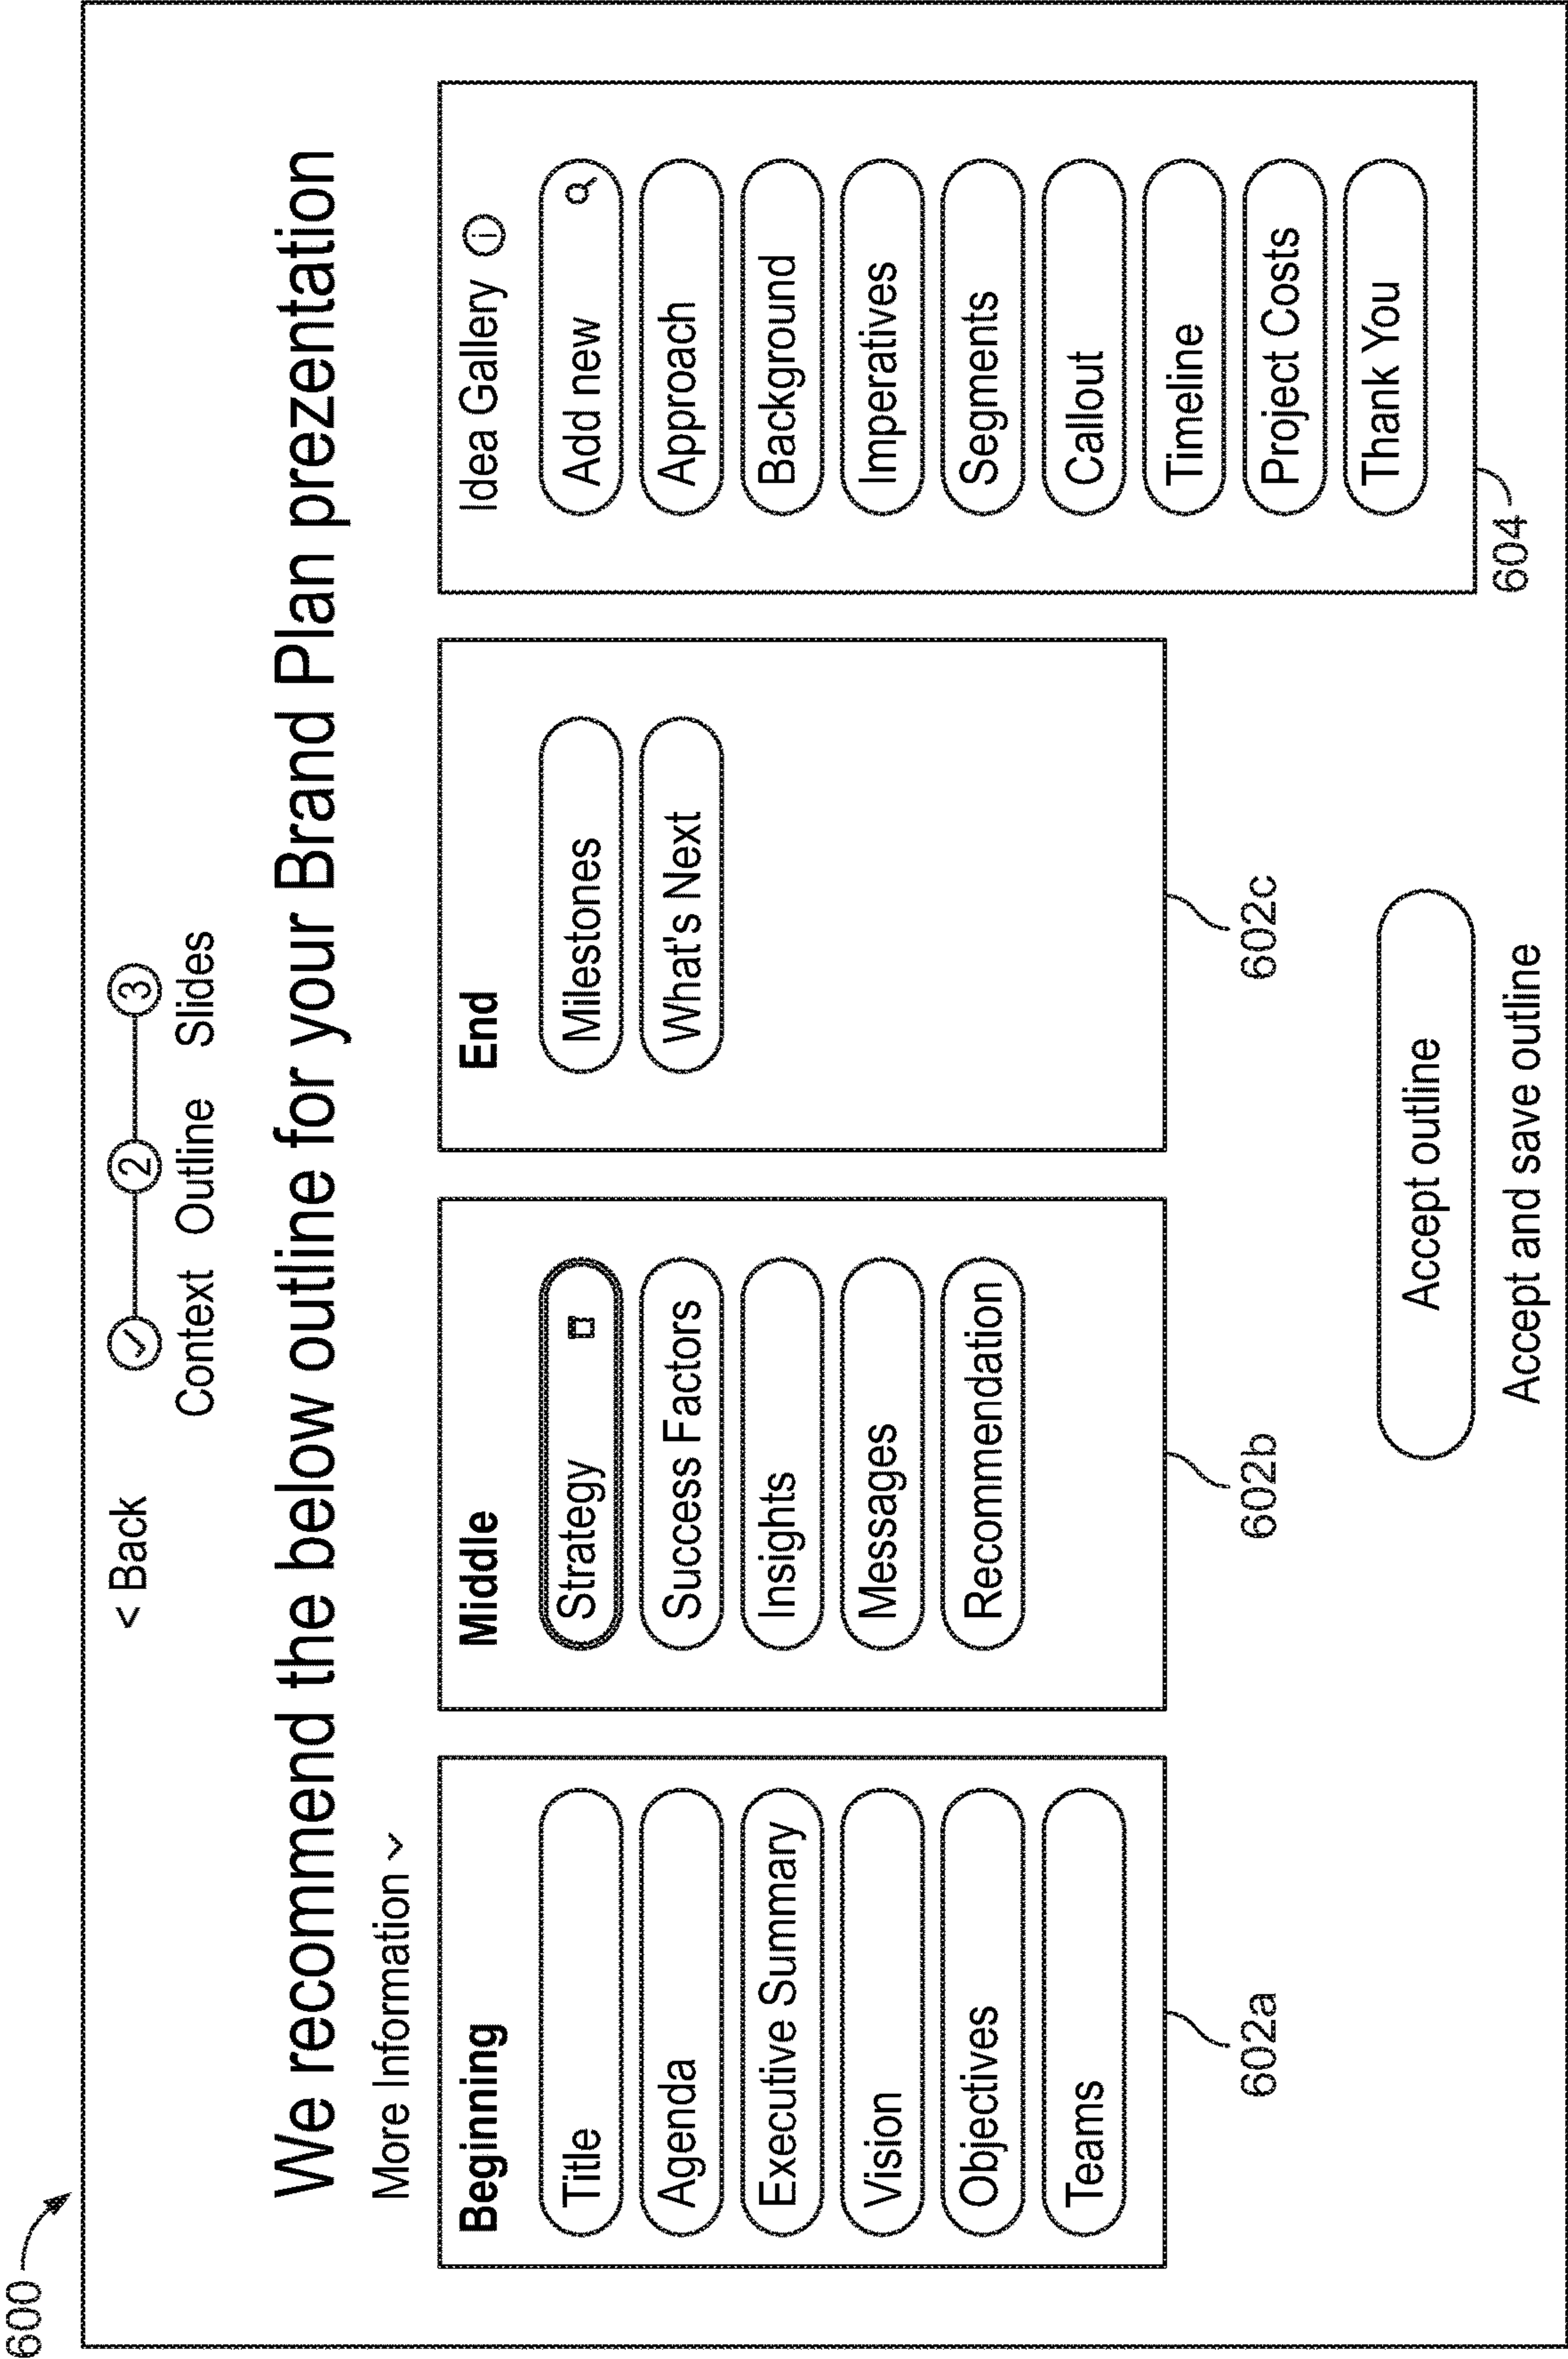 600
< Back
✓ 2 3
Context Outline Slides
We recommend the below outline for your Brand Plan prezentation
More Information
Beginning
Title
Agenda
Executive Summary
Vision
Objectives
Teams
602a
Middle
Strategy
Success Factors
Insights
Messages
Recommendation
602b
End
Milestones
What's Next
602c
Idea Gallery i
Add new
Approach
Background
Imperatives
Segments
Callout
Timeline
Project Costs
Thank You
604
Accept outline
Accept and save outline